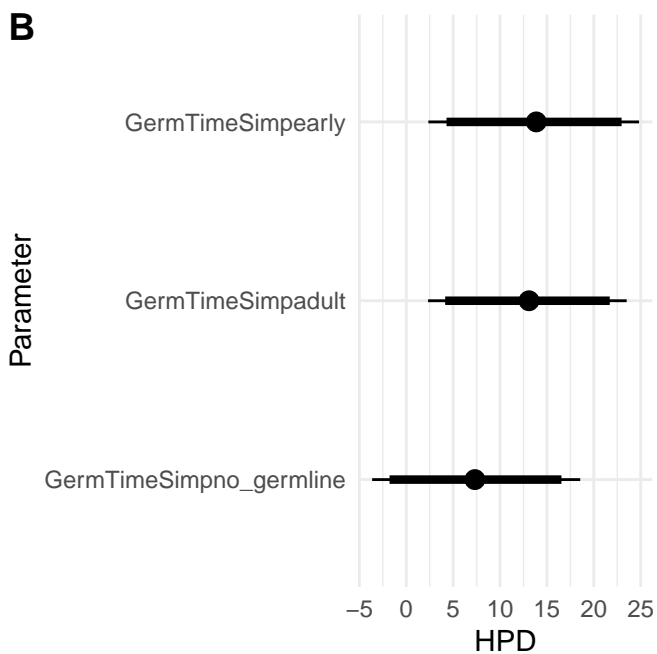 B
GermTimeSimpearly
GermTimeSimpadult
GermTimeSimpno_germline
Parameter
−5 0 5 10 15 20 25
HPD